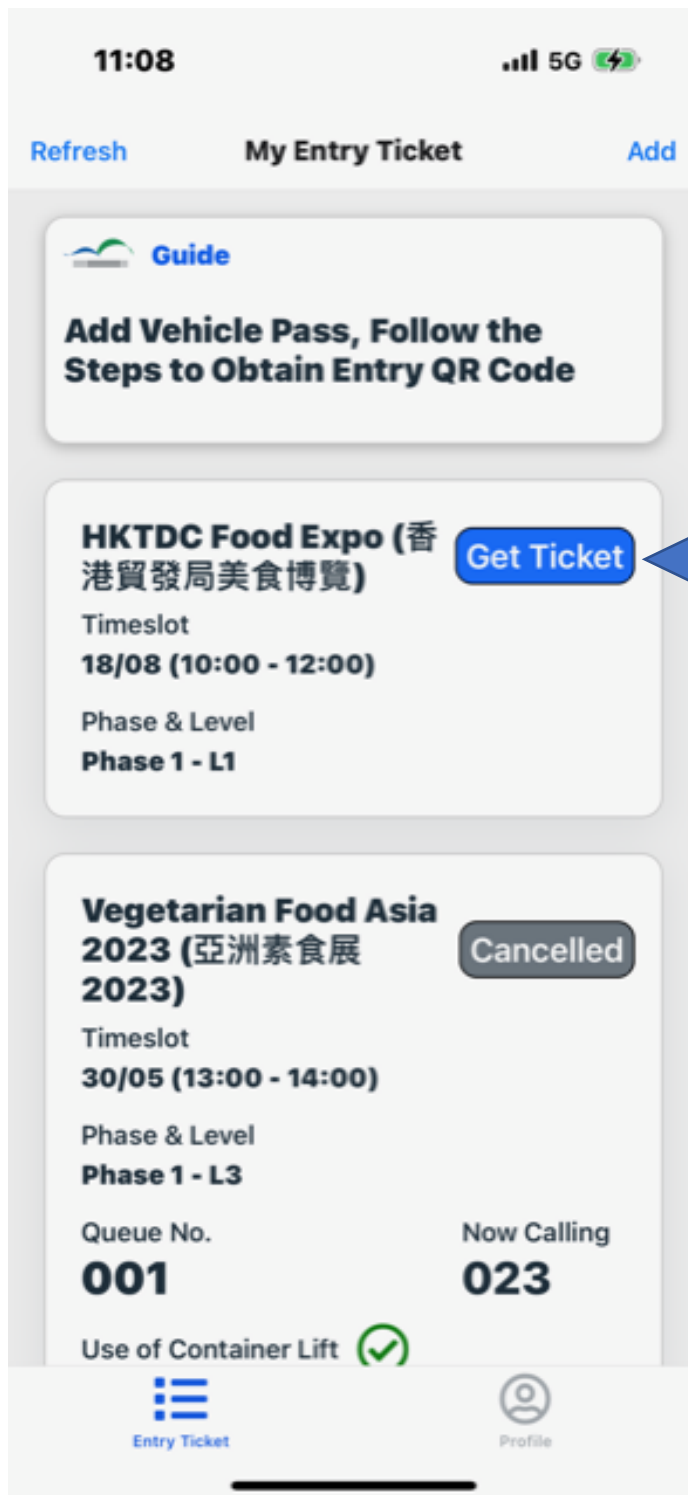 11:08
5G
Refresh
My Entry Ticket
Add
Guide
Add Vehicle Pass, Follow the
Steps to Obtain Entry QR Code
HKTDC Food Expo (香
港貿發局美食博覽)
Get Ticket
Timeslot
18/08 (10:00 - 12:00)
Phase & Level
Phase 1 - L1
Vegetarian Food Asia
2023 (亞洲素食展
2023)
Cancelled
Timeslot
30/05 (13:00 - 14:00)
Phase & Level
Phase 1 - L3
Queue No.
Now Calling
001
023
Use of Container Lift
Entry Ticket
Profile